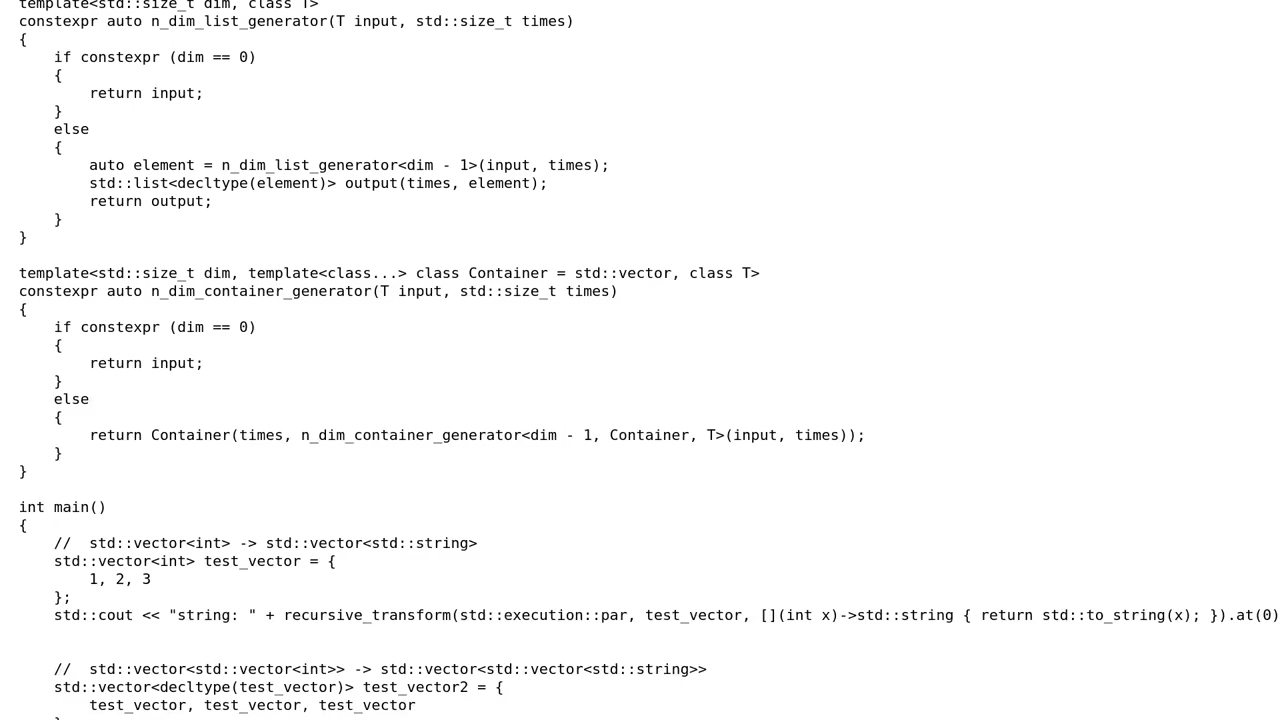 template<std::size_t dim, class T>
constexpr auto n_dim_list_generator(T input, std::size_t times)
{
    if constexpr (dim == 0)
    {
        return input;
    }
    else
    {
        auto element = n_dim_list_generator<dim - 1>(input, times);
        std::list<decltype(element)> output(times, element);
        return output;
    }
}

template<std::size_t dim, template<class...> class Container = std::vector, class T>
constexpr auto n_dim_container_generator(T input, std::size_t times)
{
    if constexpr (dim == 0)
    {
        return input;
    }
    else
    {
        return Container(times, n_dim_container_generator<dim - 1, Container, T>(input, times));
    }
}

int main()
{
    //  std::vector<int> -> std::vector<std::string>
    std::vector<int> test_vector = {
        1, 2, 3
    };
    std::cout << "string: " + recursive_transform(std::execution::par, test_vector, [](int x)->std::string { return std::to_string(x); }).at(0)

    //  std::vector<std::vector<int>> -> std::vector<std::vector<std::string>>
    std::vector<decltype(test_vector)> test_vector2 = {
        test_vector, test_vector, test_vector